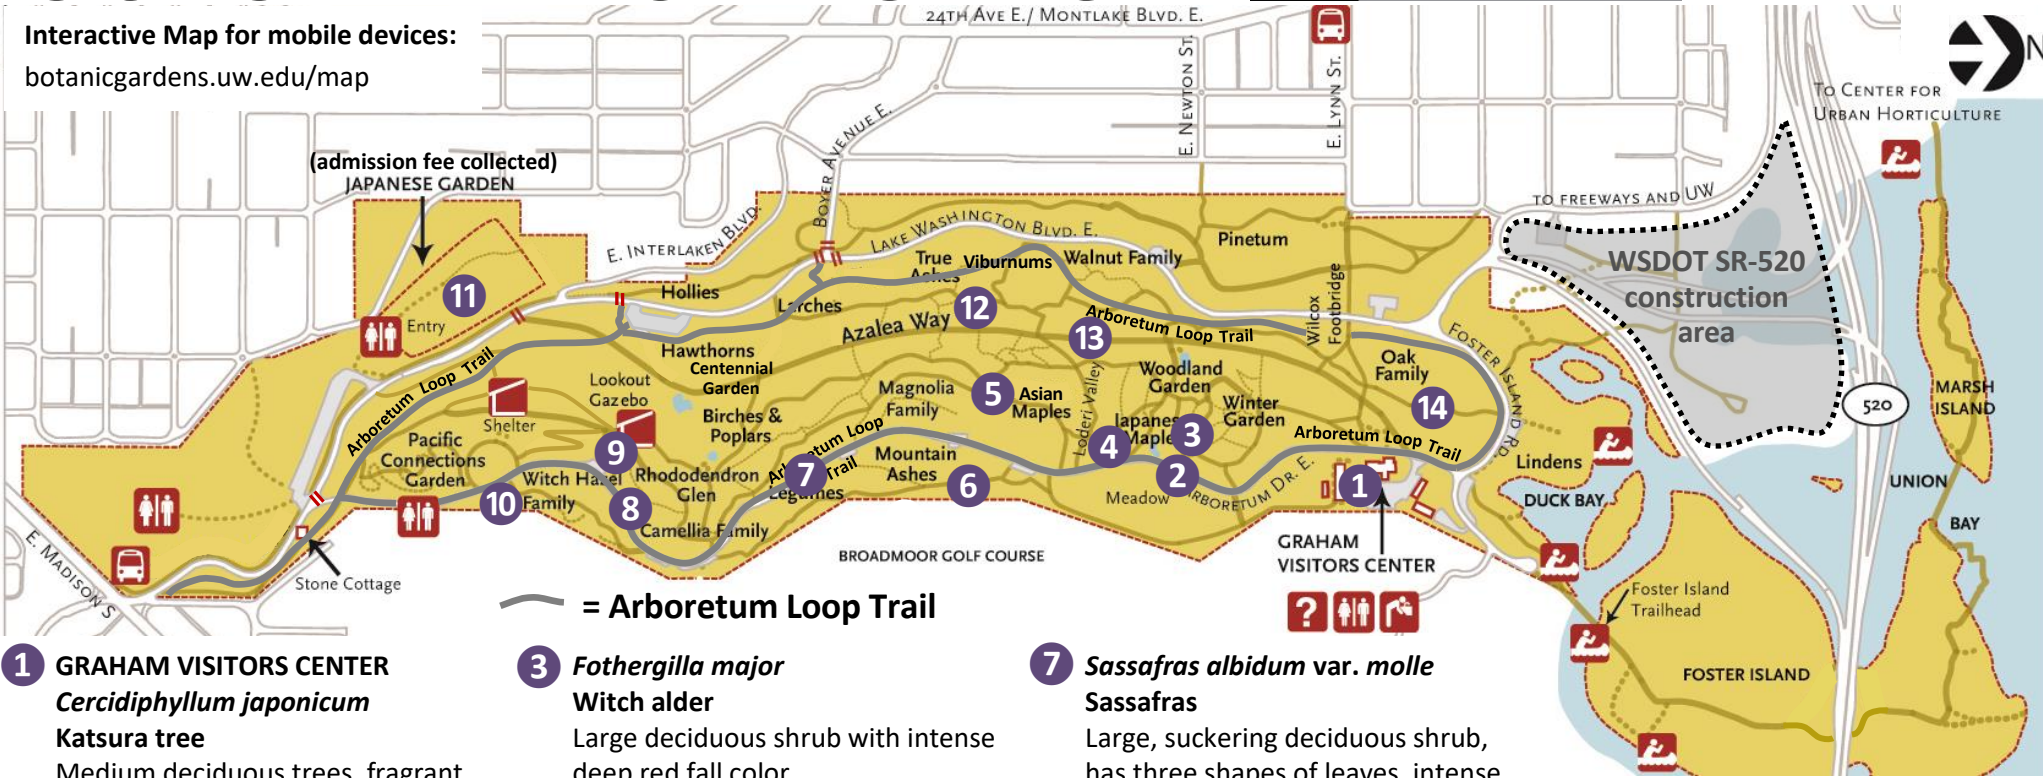 Interactive Map for mobile devices:
botanicgardens.uw.edu/map
24TH AVE E./ MONTLAKE BLVD. E.
N
TO CENTER FOR
URBAN HORTICULTURE
E. NEWTON ST.
E. LYNN ST.
BOYER AVENUE E.
(admission fee collected)
JAPANESE GARDEN
E. INTERLAKEN BLVD.
LAKE WASHINGTON BLVD. E.
TO FREEWAYS AND UW
WSDOT SR-520
construction
area
520
MARSH
ISLAND
UNION
BAY
Pinetum
True
Ashes
Viburnums
Walnut Family
Hollies
Larches
Azalea Way
11
Entry
12
13
Arboretum Loop Trail
Wilcox
Footbridge
FOSTER ISLAND RD.
Oak
Family
14
Arboretum Loop Trail
Hawthorns
Centennial
Garden
Lookout
Gazebo
Shelter
Birches &
Poplars
Magnolia
Family
5
Asian
Maples
Loderi Valley
Woodland
Garden
Winter
Garden
Japanese
Maples
3
4
2
Arboretum Loop Trail
Pacific
Connections
Garden
9
Witch Hazel
Family
10
8
Rhododendron
Glen
Arboretum Loop
Trail
7
Legumes
Mountain
Ashes
6
Meadow
ARBORETUM DR. E.
1
Lindens
DUCK BAY
Camellia Family
BROADMOOR GOLF COURSE
GRAHAM
VISITORS CENTER
?
E. MADISON S
Stone Cottage
Foster Island
Trailhead
FOSTER ISLAND
= Arboretum Loop Trail
1 GRAHAM VISITORS CENTER
Cercidiphyllum japonicum
Katsura tree
Medium deciduous trees, fragrant
3 Fothergilla major
Witch alder
Large deciduous shrub with intense
deep red fall color
7 Sassafras albidum var. molle
Sassafras
Large, suckering deciduous shrub,
has three shapes of leaves, intense